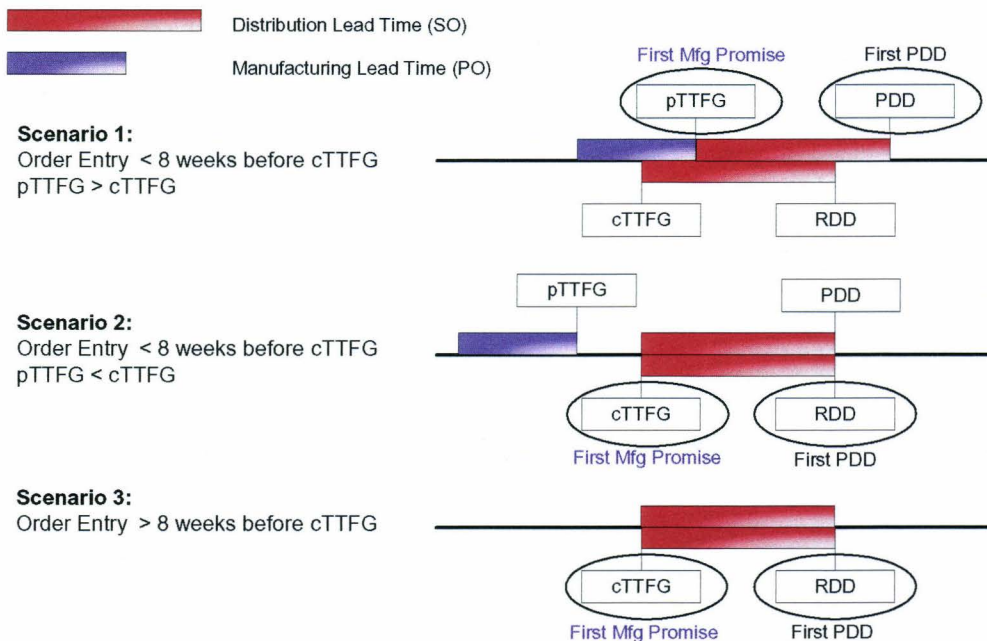 Distribution Lead Time (SO)
Manufacturing Lead Time (PO)
First Mfg Promise
First PDD
pTTFG
PDD
Scenario 1:
Order Entry < 8 weeks before cTTFG
pTTFG > cTTFG
cTTFG
RDD
pTTFG
PDD
Scenario 2:
Order Entry < 8 weeks before cTTFG
pTTFG < cTTFG
cTTFG
RDD
First Mfg Promise
First PDD
Scenario 3:
Order Entry > 8 weeks before cTTFG
cTTFG
RDD
First Mfg Promise
First PDD